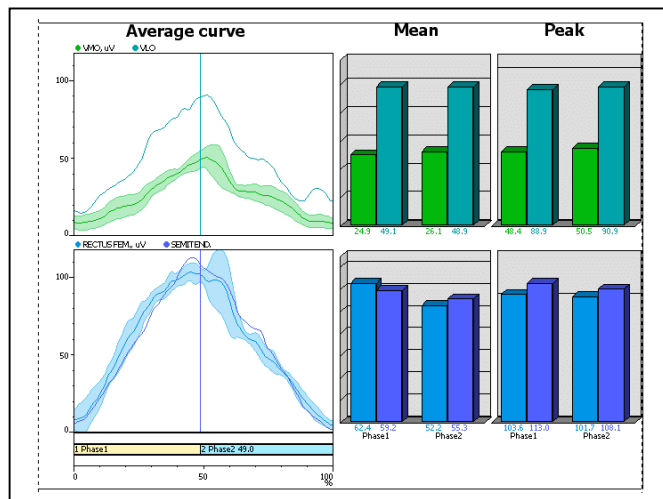 Average curve Mean Peak
VMO, uV VLO
100
50
0
24.9 49.1 26.1 48.9 48.4 88.9 50.5 90.9
RECTUS FEM., uV SEMITEND.
100
50
0
62.4 59.2 52.2 55.3 103.6 113.0 101.7 108.1
Phase1 Phase2 Phase1 Phase2
1 Phase1 2 Phase2 49.0
0 50 100
%